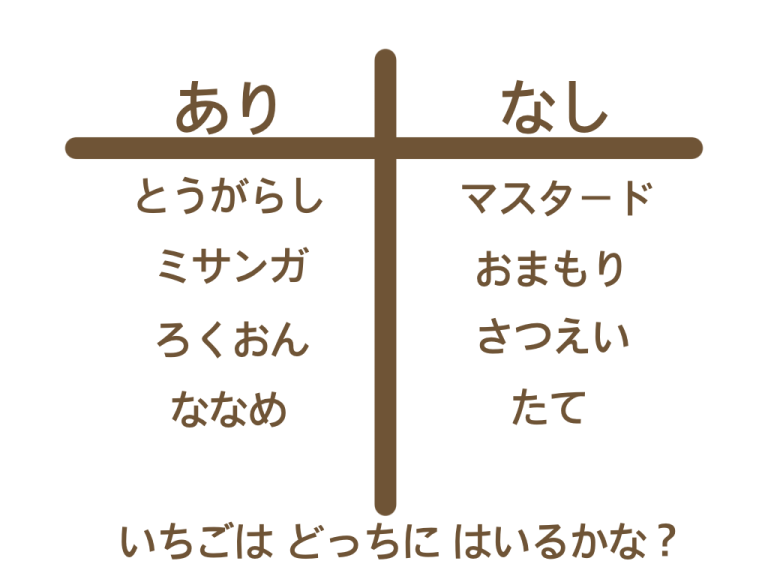 あり なし
とうがらし マスタード
ミサンガ おまもり
ろくおん さつえい
ななめ たて
いちごは どっちに はいるかな？